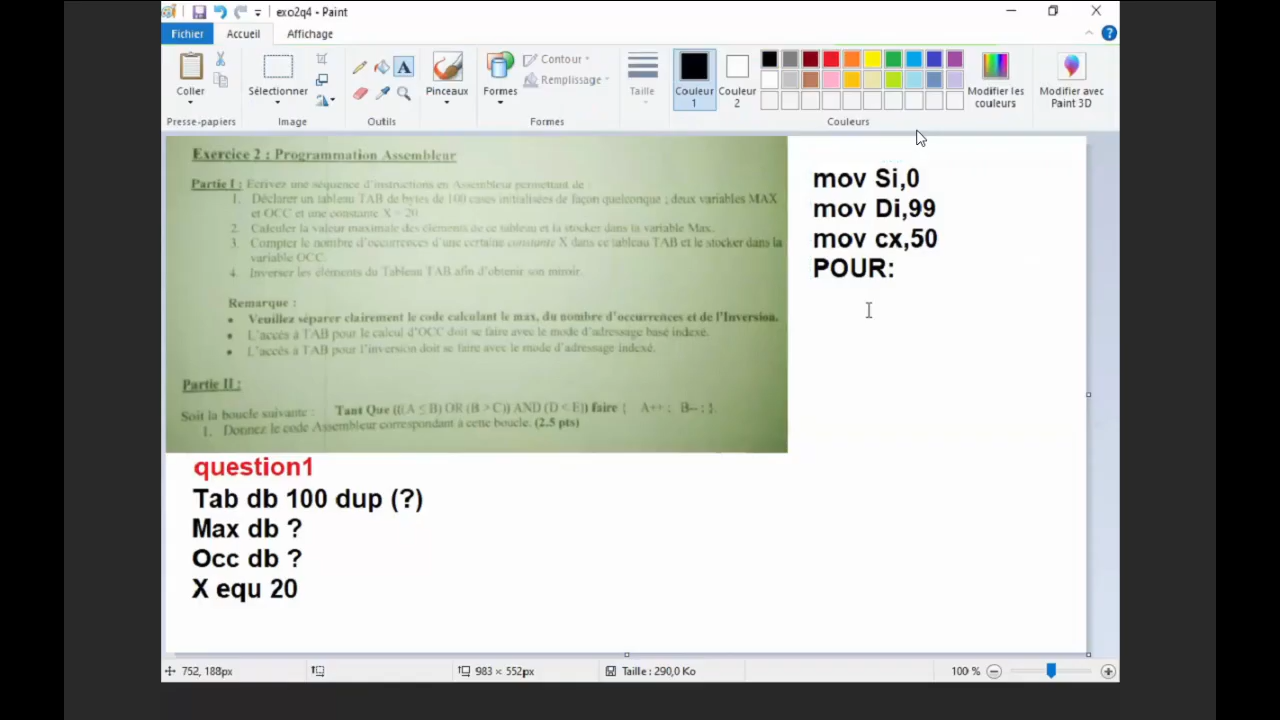 exo2q4 - Paint
Fichier Accueil Affichage
Coller
Sélectionner
Pinceaux
Formes
Contour
Remplissage
Taille
Couleur 1
Couleur 2
Modifier les couleurs
Modifier avec Paint 3D
Presse-papiers Image Outils Formes Couleurs
Exercice 2 : Programmation Assembleur
Partie I : Ecrivez une séquence d'instructions en Assembleur permettant de :
1. Déclarer un tableau TAB de bytes de 100 cases initialisées de façon quelconque ; deux variables MAX
et OCC et une constante X = 20
2. Calculer la valeur maximale des éléments de ce tableau et la stocker dans la variable Max.
3. Compter le nombre d'occurrences d'une certaine constante X dans ce tableau TAB et le stocker dans la
variable OCC.
4. Inverser les éléments du Tableau TAB afin d'obtenir son miroir.
Remarque :
• Veuillez séparer clairement le code calculant le max, du nombre d'occurrences et de l'Inversion.
• L'accès à TAB pour le calcul d'OCC doit se faire avec le mode d'adressage basé indexé.
• L'accès à TAB pour l'inversion doit se faire avec le mode d'adressage indexé.
Partie II :
Soit la boucle suivante : Tant Que (((A ≤ B) OR (B > C)) AND (D < E)) faire { A++ ; B-- ; }.
1. Donnez le code Assembleur correspondant à cette boucle. (2.5 pts)
mov Si,0
mov Di,99
mov cx,50
POUR:
question1
Tab db 100 dup (?)
Max db ?
Occ db ?
X equ 20
752, 188px
983 × 552px
Taille : 290,0 Ko
100 %